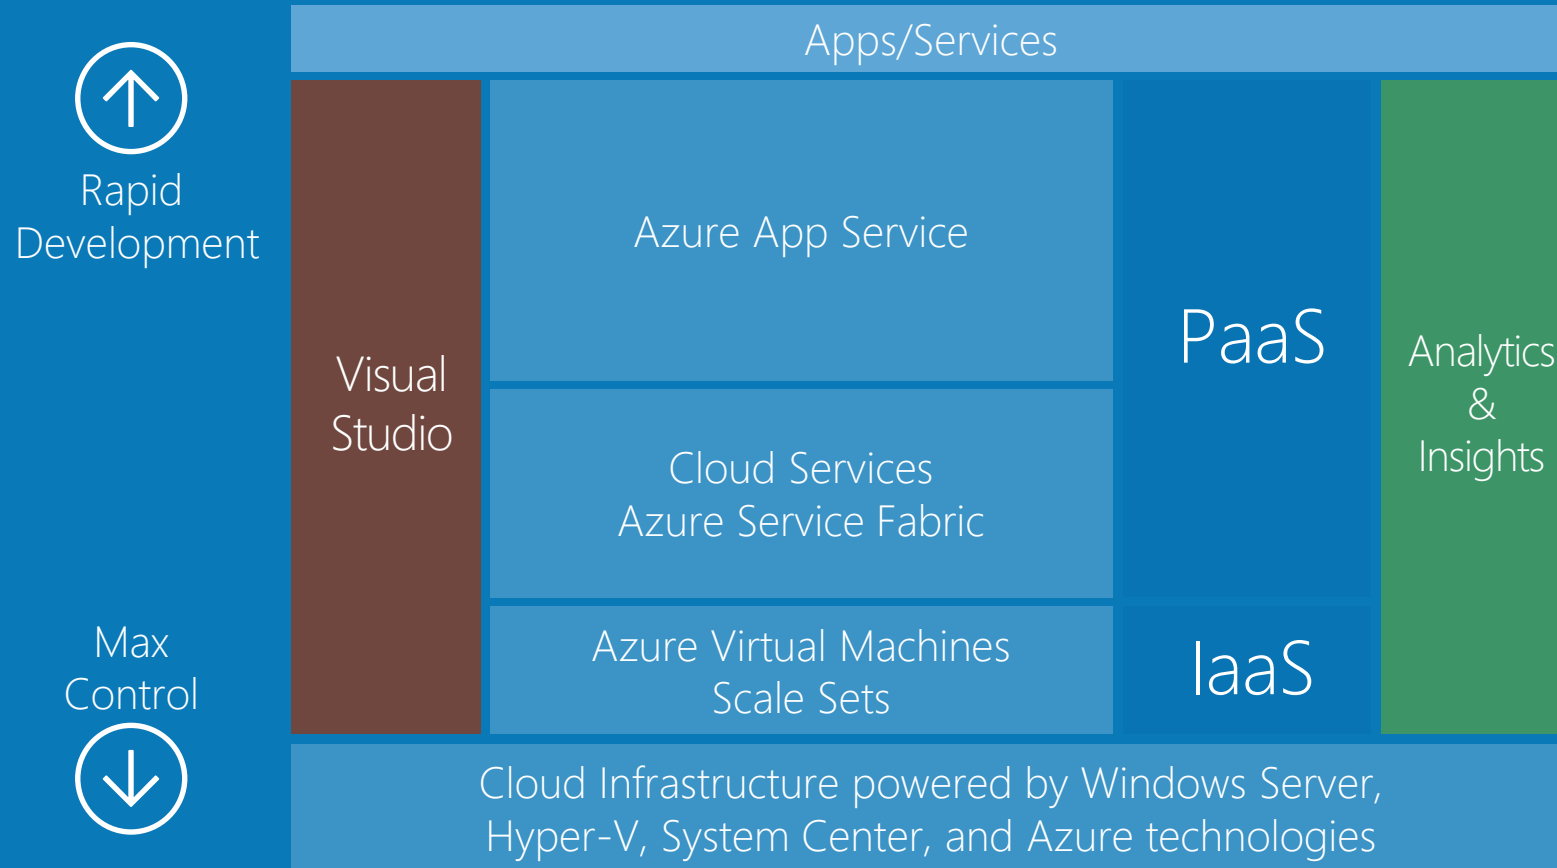 Apps/Services
Rapid
Development
Visual
Studio
Azure App Service
Cloud Services
Azure Service Fabric
Azure Virtual Machines
Scale Sets
PaaS
IaaS
Analytics
&
Insights
Max
Control
Cloud Infrastructure powered by Windows Server,
Hyper-V, System Center, and Azure technologies